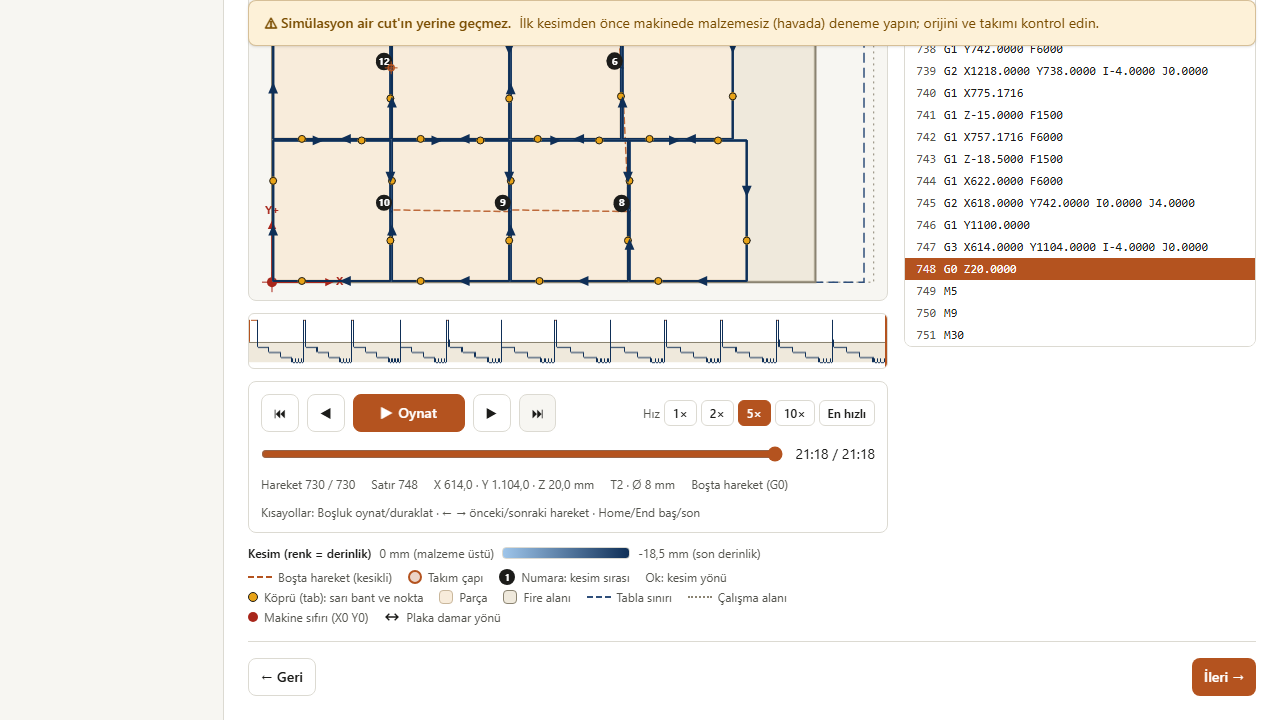 ⚠ Simülasyon air cut'ın yerine geçmez. İlk kesimden önce makinede malzemesiz (havada) deneme yapın; orijini ve takımı kontrol edin.
12
6
10
9
8
Y+
X
738 G1 Y742.0000 F6000
739 G2 X1218.0000 Y738.0000 I-4.0000 J0.0000
740 G1 X775.1716
741 G1 Z-15.0000 F1500
742 G1 X757.1716 F6000
743 G1 Z-18.5000 F1500
744 G1 X622.0000 F6000
745 G2 X618.0000 Y742.0000 I0.0000 J4.0000
746 G1 Y1100.0000
747 G3 X614.0000 Y1104.0000 I-4.0000 J0.0000
748 G0 Z20.0000
749 M5
750 M9
751 M30
⏮ ◀ ▶ Oynat ▶ ⏭ Hız 1× 2× 5× 10× En hızlı
21:18 / 21:18
Hareket 730 / 730 Satır 748 X 614,0 · Y 1.104,0 · Z 20,0 mm T2 · Ø 8 mm Boşta hareket (G0)
Kısayollar: Boşluk oynat/duraklat · ← → önceki/sonraki hareket · Home/End baş/son
Kesim (renk = derinlik) 0 mm (malzeme üstü) -18,5 mm (son derinlik)
Boşta hareket (kesikli) Takım çapı 1 Numara: kesim sırası Ok: kesim yönü
Köprü (tab): sarı bant ve nokta Parça Fire alanı Tabla sınırı Çalışma alanı
Makine sıfırı (X0 Y0) ↔ Plaka damar yönü
← Geri
İleri →